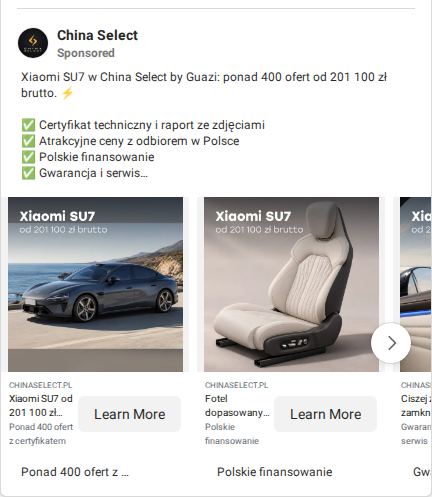 China Select
Sponsored
Xiaomi SU7 w China Select by Guazi: ponad 400 ofert od 201 100 zł
brutto. ⚡
✅ Certyfikat techniczny i raport ze zdjęciami
✅ Atrakcyjne ceny z odbiorem w Polsce
✅ Polskie finansowanie
✅ Gwarancja i serwis...
Xiaomi SU7
od 201 100 zł brutto
CHINASELECT.PL
Xiaomi SU7 od
201 100 zł...
Ponad 400 ofert
z certyfikatem
Learn More
Ponad 400 ofert z ...
Xiaomi SU7
od 201 100 zł brutto
CHINASELECT.PL
Fotel
dopasowany...
Polskie
finansowanie
Learn More
Polskie finansowanie
Xia
od 2
CHINAS
Ciszej
zamkn
Gwaran
serwis
Gw